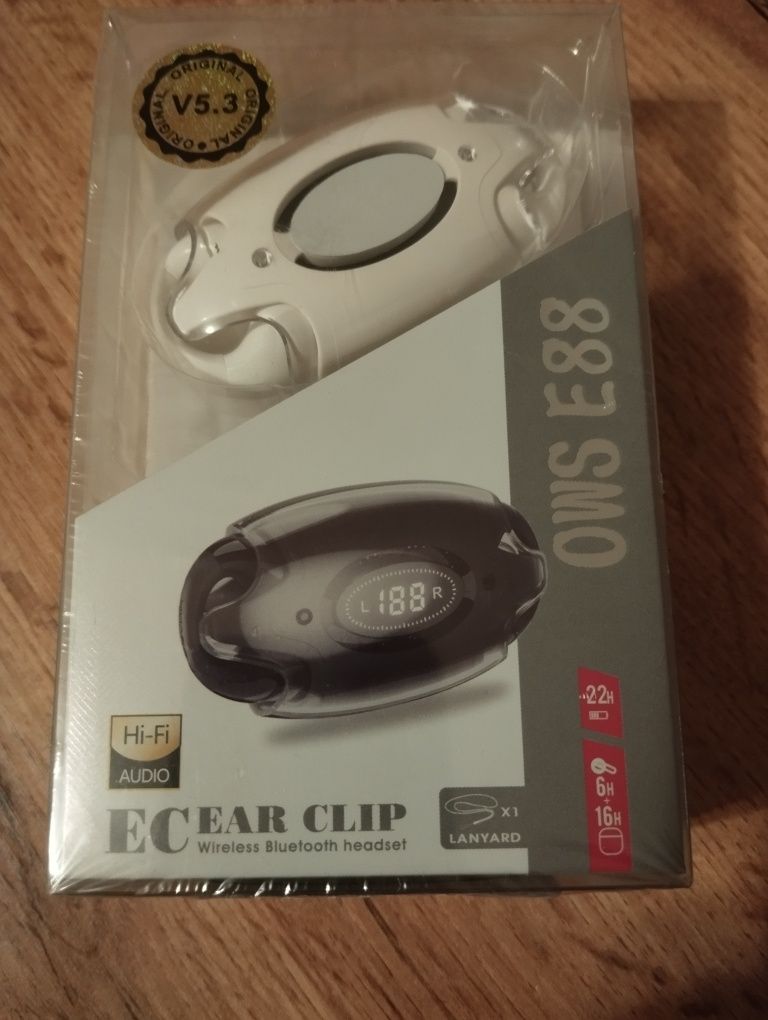 ORIGINAL ORIGINAL ORIGINAL
V5.3
OWS E88
L 188 R
22H
6H
+
16H
Hi-Fi
AUDIO
EC EAR CLIP
Wireless Bluetooth headset
X1
LANYARD